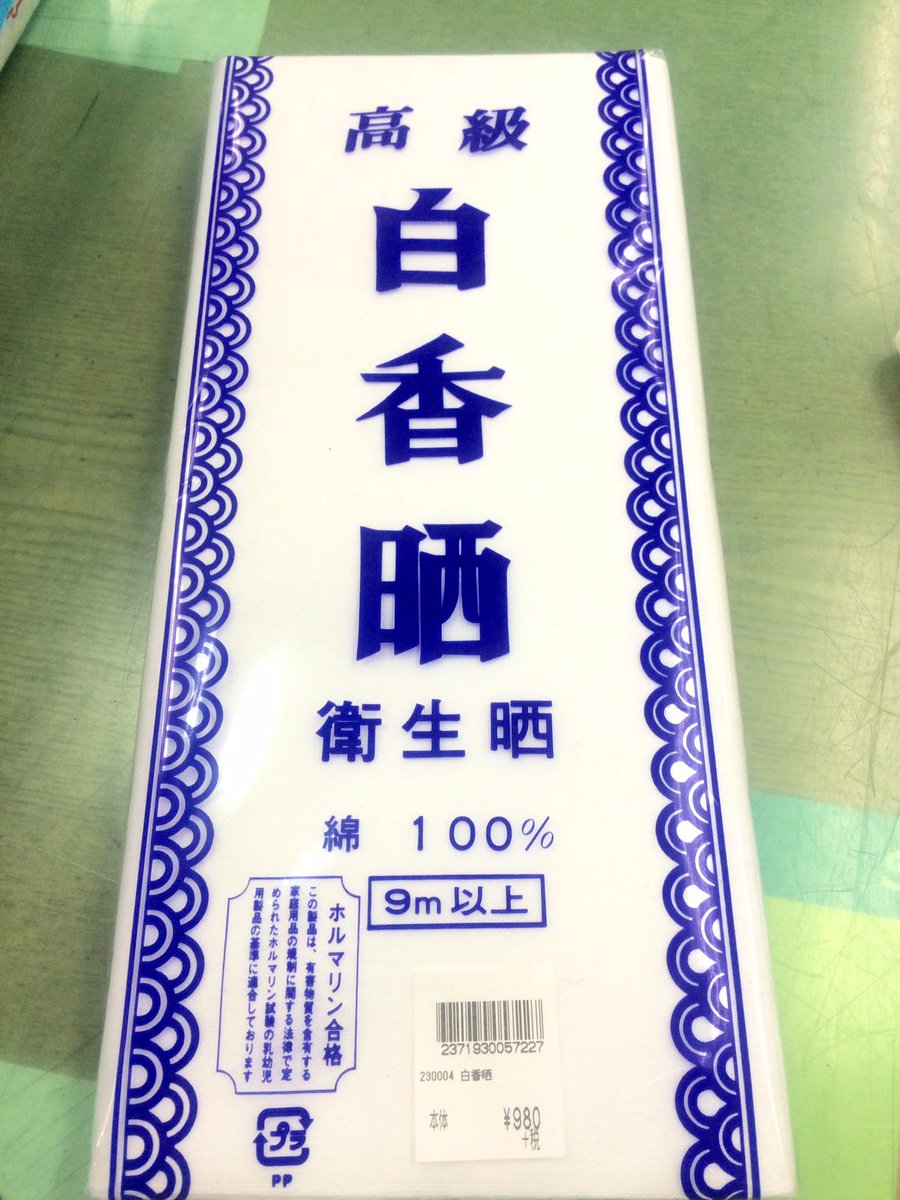 高級
白香晒
衛生晒
綿 100%
9m以上
ホルマリン合格
この製品は、有害物質を含有する
家庭用品の規制に関する法律で定
められたホルマリン試験の乳幼児
用製品の基準に適合しております
プラ
PP
2371930057227
230004 白香晒
本体 ¥980
+税